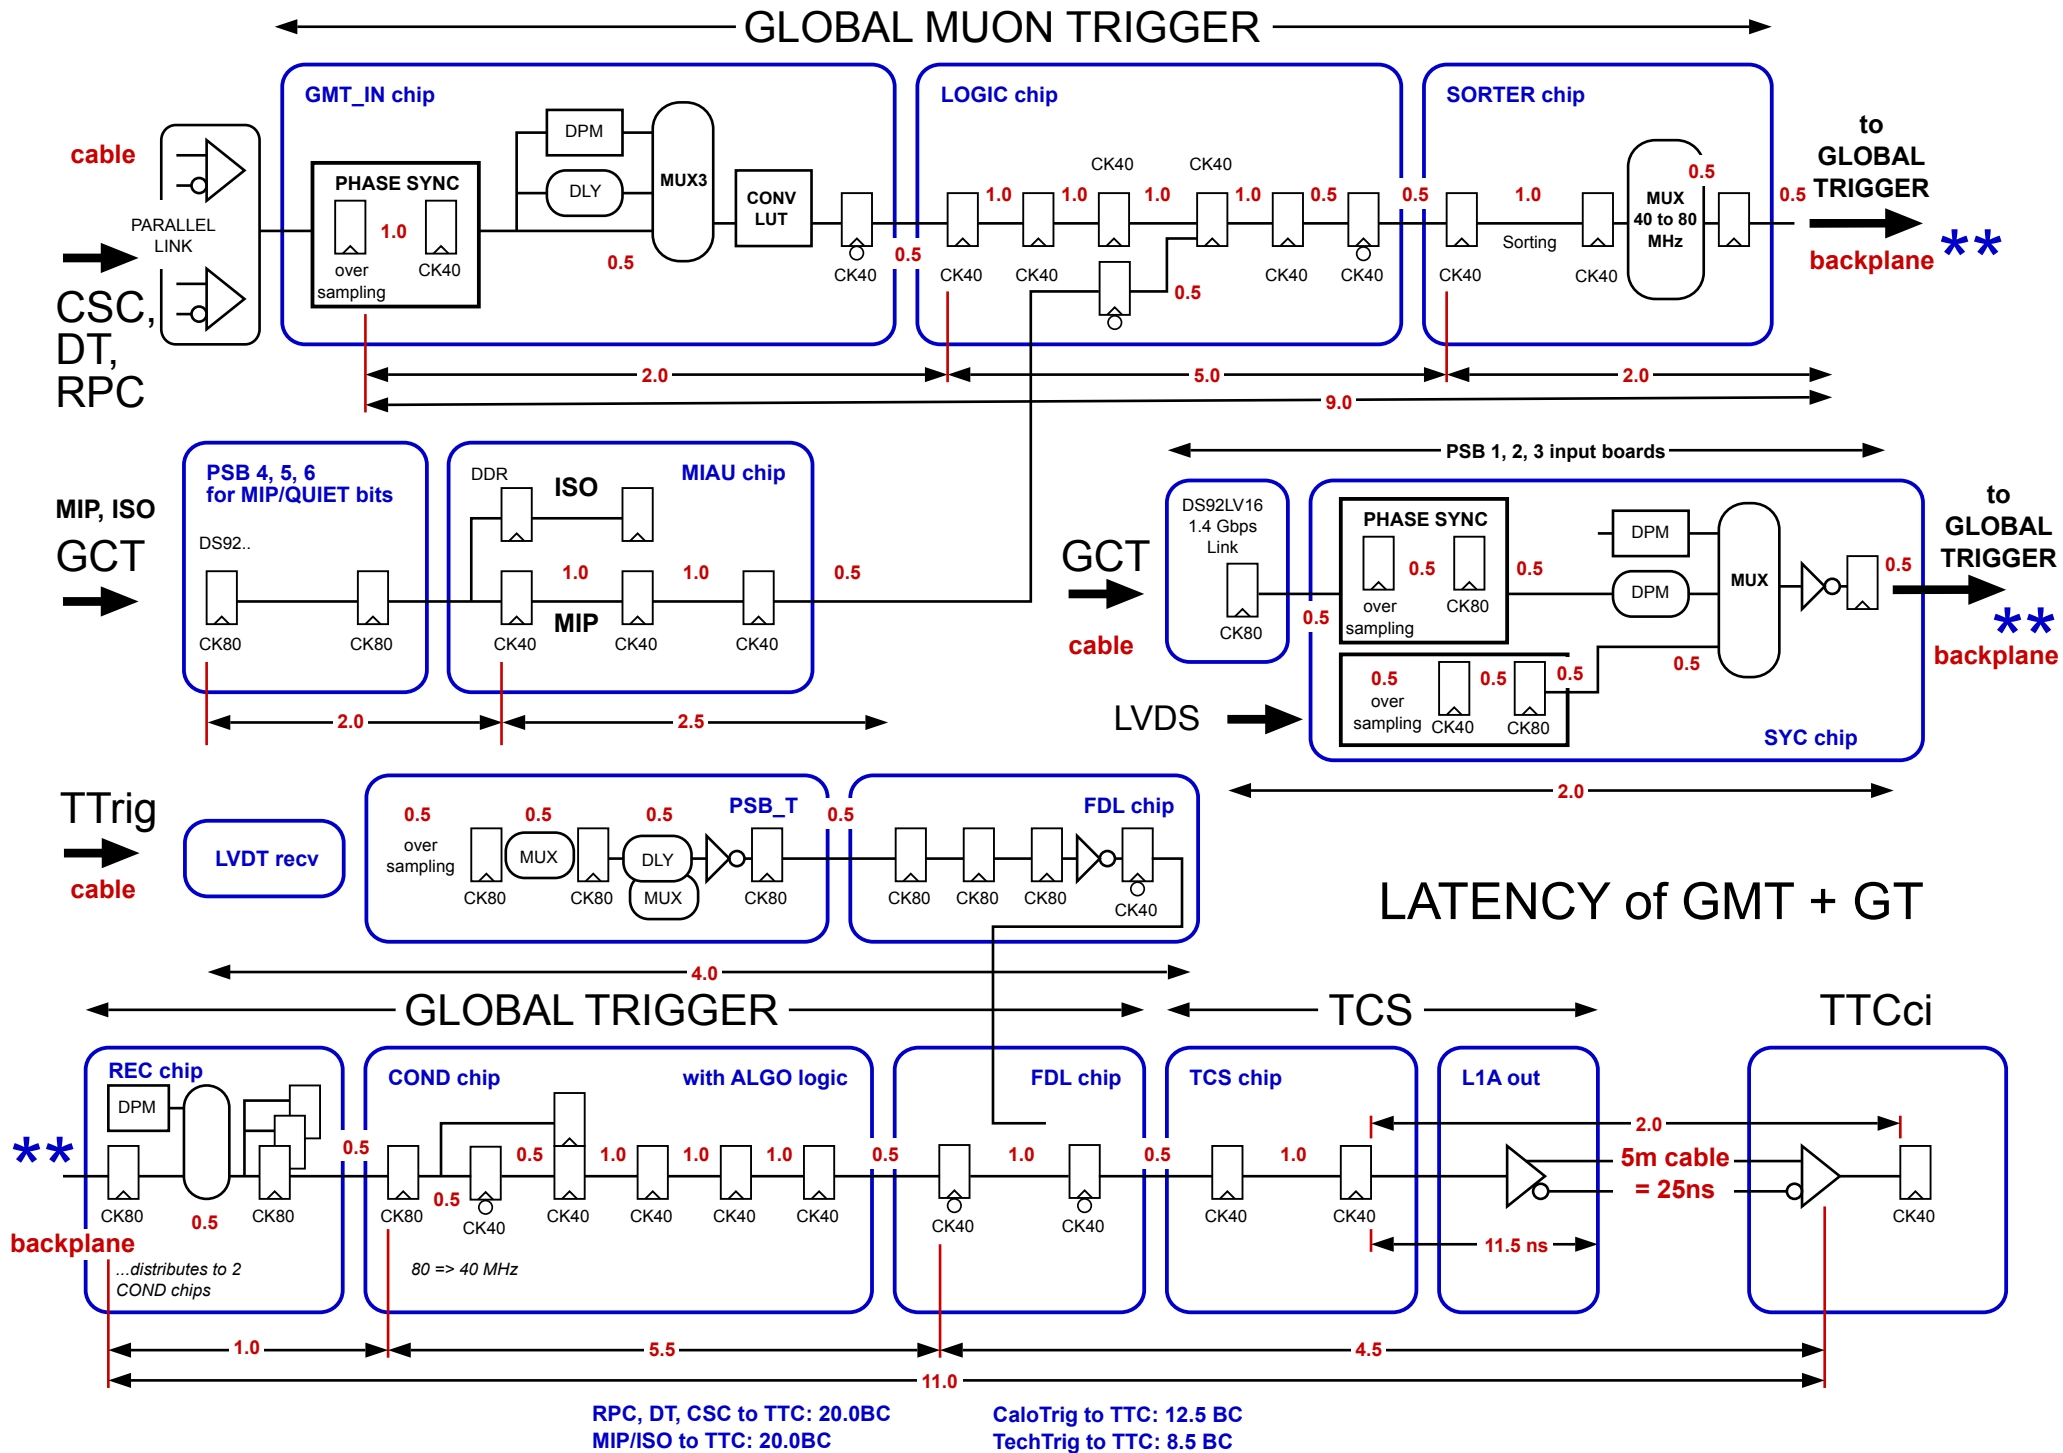 GLOBAL MUON TRIGGER
GMT_IN chip
LOGIC chip
SORTER chip
cable
PARALLEL
LINK
CSC,
DT,
RPC
PHASE SYNC
1.0
over
sampling
CK40
DPM
DLY
MUX3
0.5
CONV
LUT
CK40
0.5
CK40
1.0
CK40
1.0
CK40
1.0
CK40
1.0
CK40
0.5
CK40
0.5
0.5
CK40
1.0
Sorting
CK40
MUX
40 to 80
MHz
0.5
0.5
to
GLOBAL
TRIGGER
backplane
**
2.0
5.0
2.0
9.0
MIP, ISO
GCT
PSB 4, 5, 6
for MIP/QUIET bits
DS92..
CK80
CK80
MIAU chip
DDR
ISO
1.0
1.0
0.5
MIP
CK40
CK40
CK40
2.0
2.5
PSB 1, 2, 3 input boards
GCT
cable
DS92LV16
1.4 Gbps
Link
CK80
0.5
PHASE SYNC
0.5
over
sampling
CK80
0.5
DPM
DPM
MUX
0.5
0.5
over
sampling
0.5
CK40
CK80
0.5
0.5
LVDS
SYC chip
to
GLOBAL
TRIGGER
**
backplane
2.0
TTrig
cable
LVDT recv
PSB_T
0.5
over
sampling
CK80
0.5
MUX
CK80
0.5
DLY
MUX
CK80
0.5
FDL chip
CK80
CK80
CK80
CK40
4.0
LATENCY of GMT + GT
GLOBAL TRIGGER
TCS
TTCci
REC chip
DPM
**
backplane
CK80
0.5
CK80
...distributes to 2
COND chips
0.5
COND chip
with ALGO logic
CK80
0.5
CK40
0.5
CK40
1.0
CK40
1.0
CK40
1.0
CK40
80 => 40 MHz
0.5
FDL chip
CK40
1.0
CK40
0.5
TCS chip
CK40
1.0
CK40
L1A out
2.0
5m cable
= 25ns
11.5 ns
CK40
1.0
5.5
4.5
11.0
RPC, DT, CSC to TTC: 20.0BC
MIP/ISO to TTC: 20.0BC
CaloTrig to TTC: 12.5 BC
TechTrig to TTC: 8.5 BC